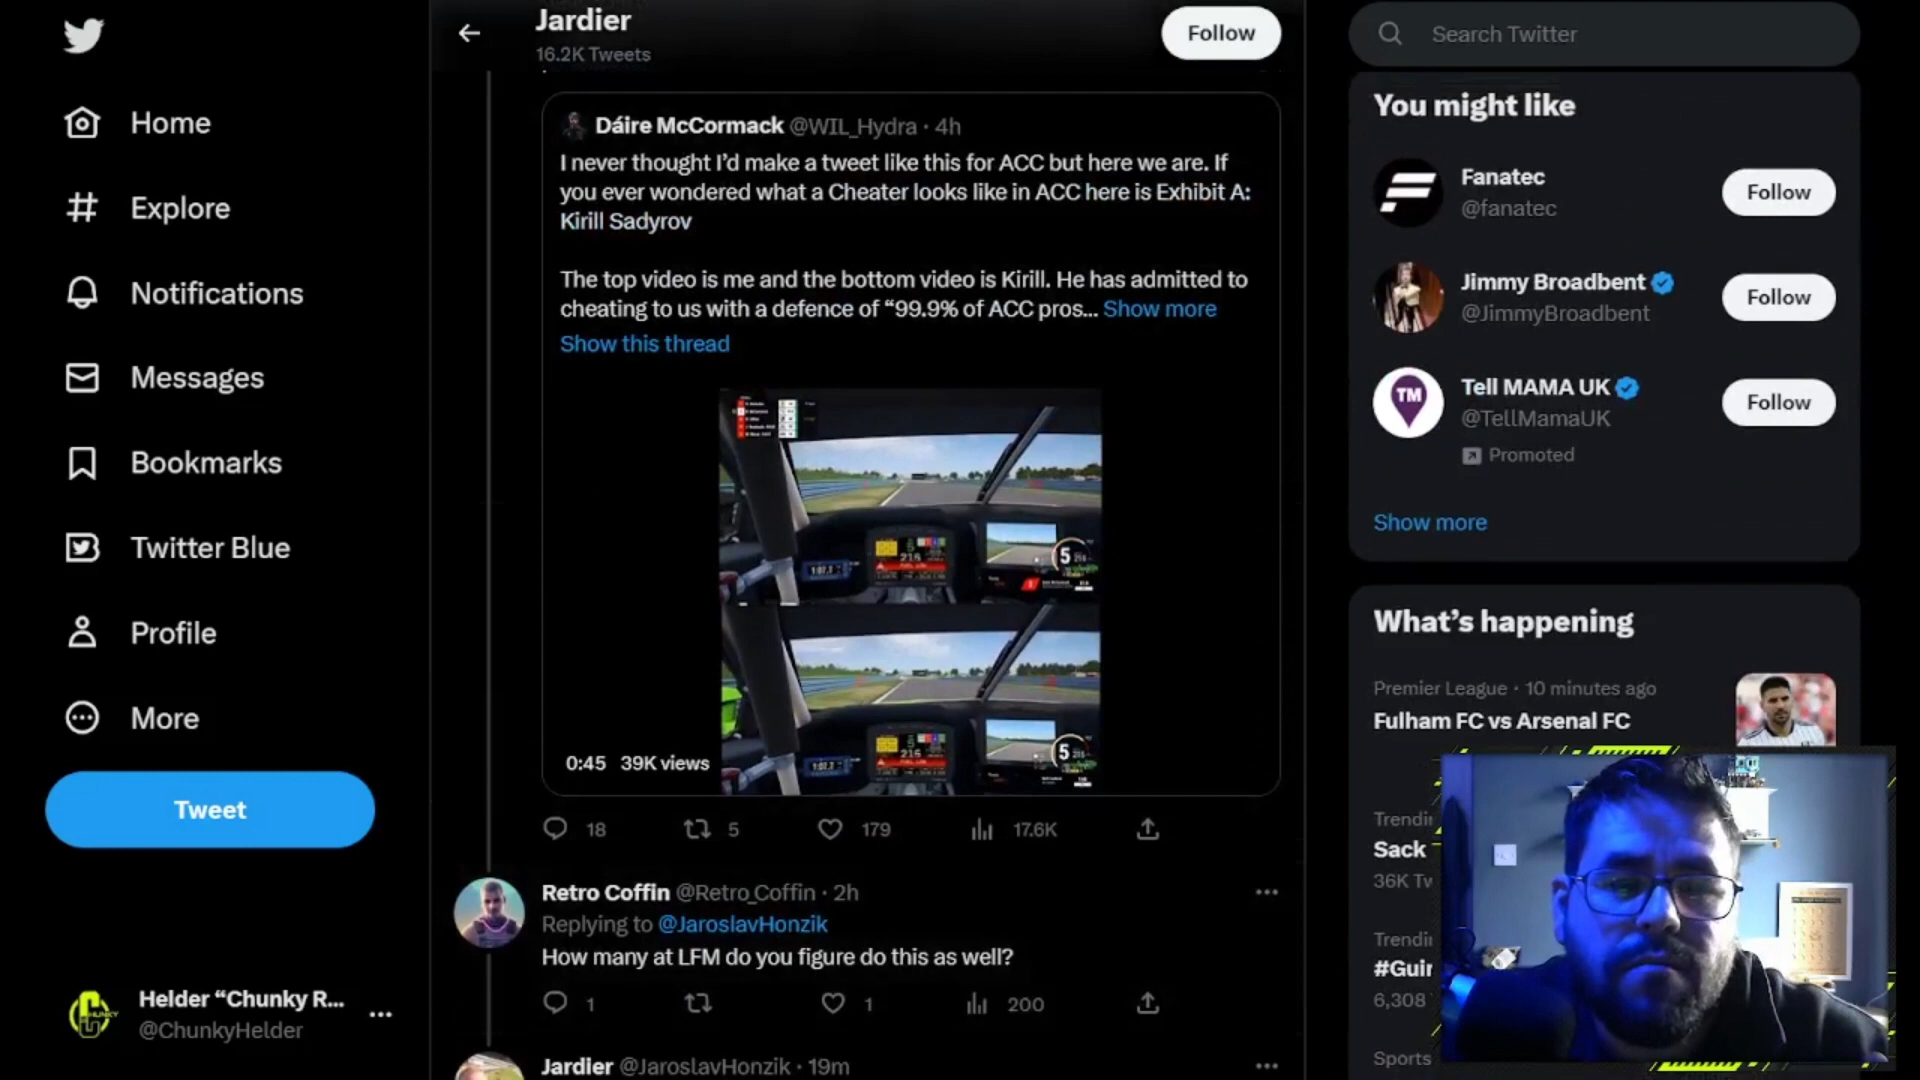 Jardier
16.2K Tweets
Follow
Search Twitter
Home
Explore
Notifications
Messages
Bookmarks
Twitter Blue
Profile
More
Tweet
Helder “Chunky R...
@ChunkyHelder
Dáire McCormack @WIL_Hydra · 4h
I never thought I’d make a tweet like this for ACC but here we are. If
you ever wondered what a Cheater looks like in ACC here is Exhibit A:
Kirill Sadyrov
The top video is me and the bottom video is Kirill. He has admitted to
cheating to us with a defence of “99.9% of ACC pros... Show more
Show this thread
5
5
0:45 39K views
18 5 179 17.6K
Retro Coffin @Retro_Coffin · 2h
Replying to @JaroslavHonzik
How many at LFM do you figure do this as well?
1 1 200
Jardier @JaroslavHonzik · 19m
You might like
Fanatec
@fanatec
Follow
Jimmy Broadbent
@JimmyBroadbent
Follow
TM
Tell MAMA UK
@TellMamaUK
Follow
Promoted
Show more
What’s happening
Premier League · 10 minutes ago
Fulham FC vs Arsenal FC
Sack
36K
6,308
Sports